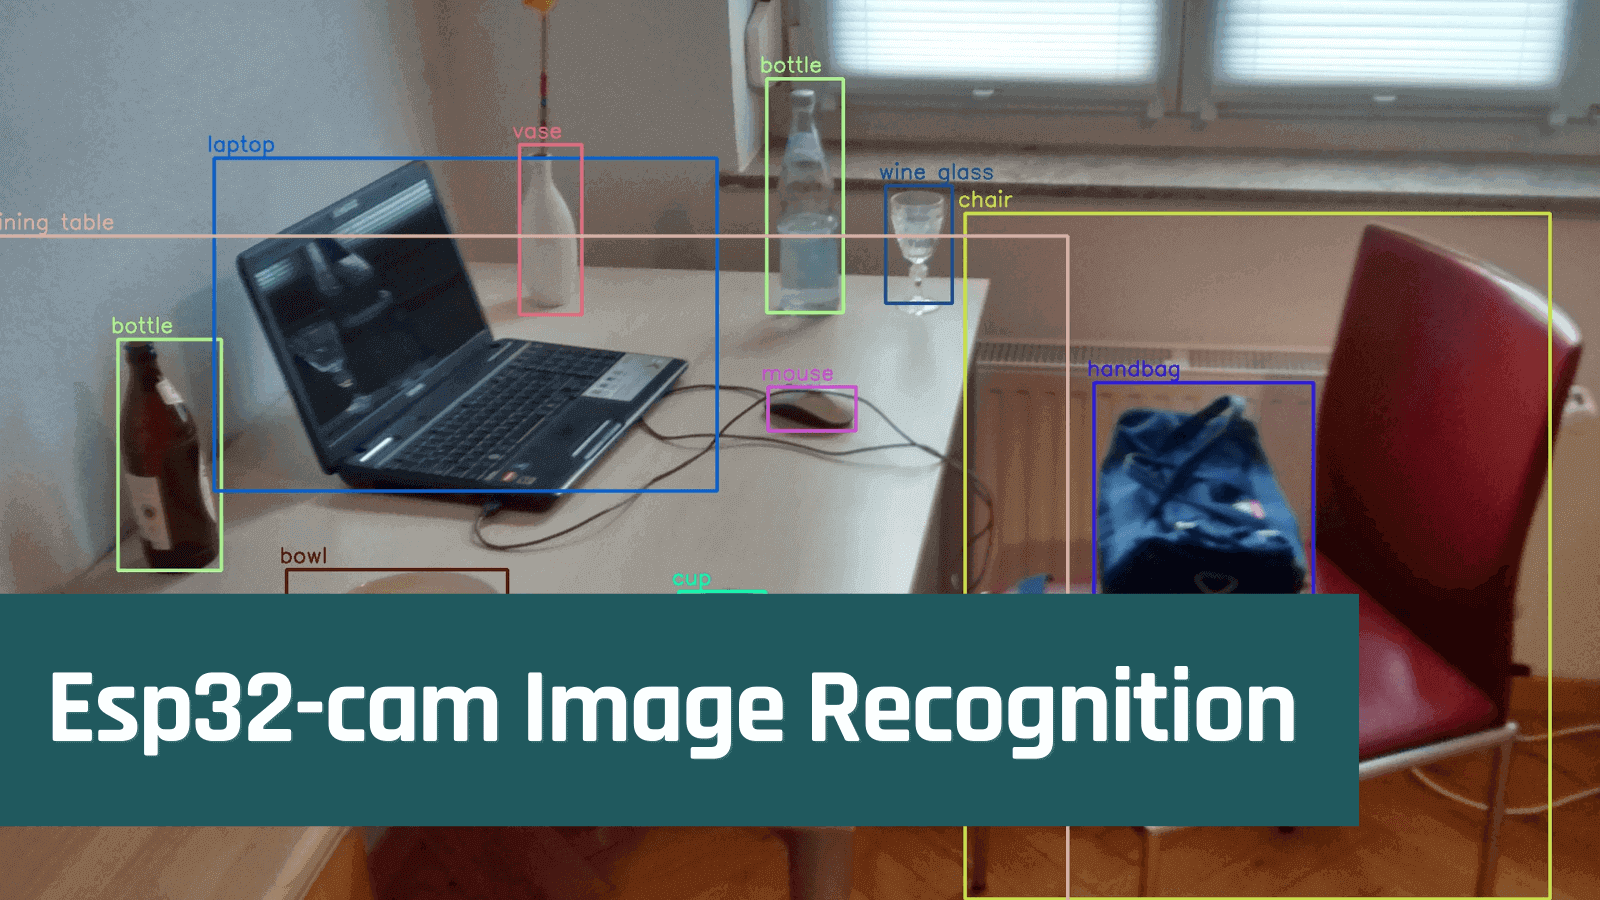 bottle
vase
laptop
wine glass
chair
ining table
bottle
handbag
mouse
bowl
cup
Esp32-cam Image Recognition